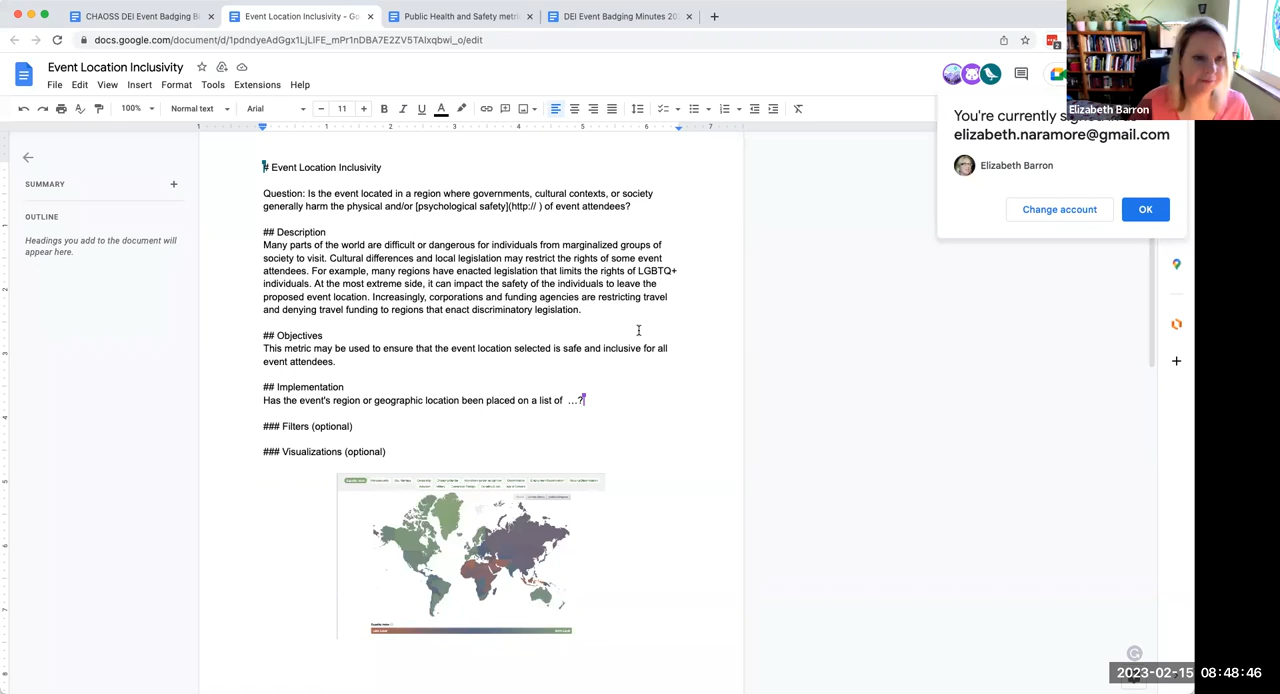 CHAOSS DEI Event Badging B
Event Location Inclusivity - Go
Public Health and Safety metri
DEI Event Badging Minutes 20
docs.google.com/document/d/1pdndyeAdGgx1LjLIFE_mPr1nDBA7E2ZV5TAlxqbwi_o/edit
2
Event Location Inclusivity
File Edit View Insert Format Tools Extensions Help
100% Normal text Arial 11
Elizabeth Barron
You're currently signed in as
elizabeth.naramore@gmail.com
Elizabeth Barron
Change account OK
SUMMARY
OUTLINE
Headings you add to the document will
appear here.
# Event Location Inclusivity
Question: Is the event located in a region where governments, cultural contexts, or society
generally harm the physical and/or [psychological safety](http:// ) of event attendees?
## Description
Many parts of the world are difficult or dangerous for individuals from marginalized groups of
society to visit. Cultural differences and local legislation may restrict the rights of some event
attendees. For example, many regions have enacted legislation that limits the rights of LGBTQ+
individuals. At the most extreme side, it can impact the safety of the individuals to leave the
proposed event location. Increasingly, corporations and funding agencies are restricting travel
and denying travel funding to regions that enact discriminatory legislation.
## Objectives
This metric may be used to ensure that the event location selected is safe and inclusive for all
event attendees.
## Implementation
Has the event's region or geographic location been placed on a list of …?
### Filters (optional)
### Visualizations (optional)
2023-02-15 08:48:46